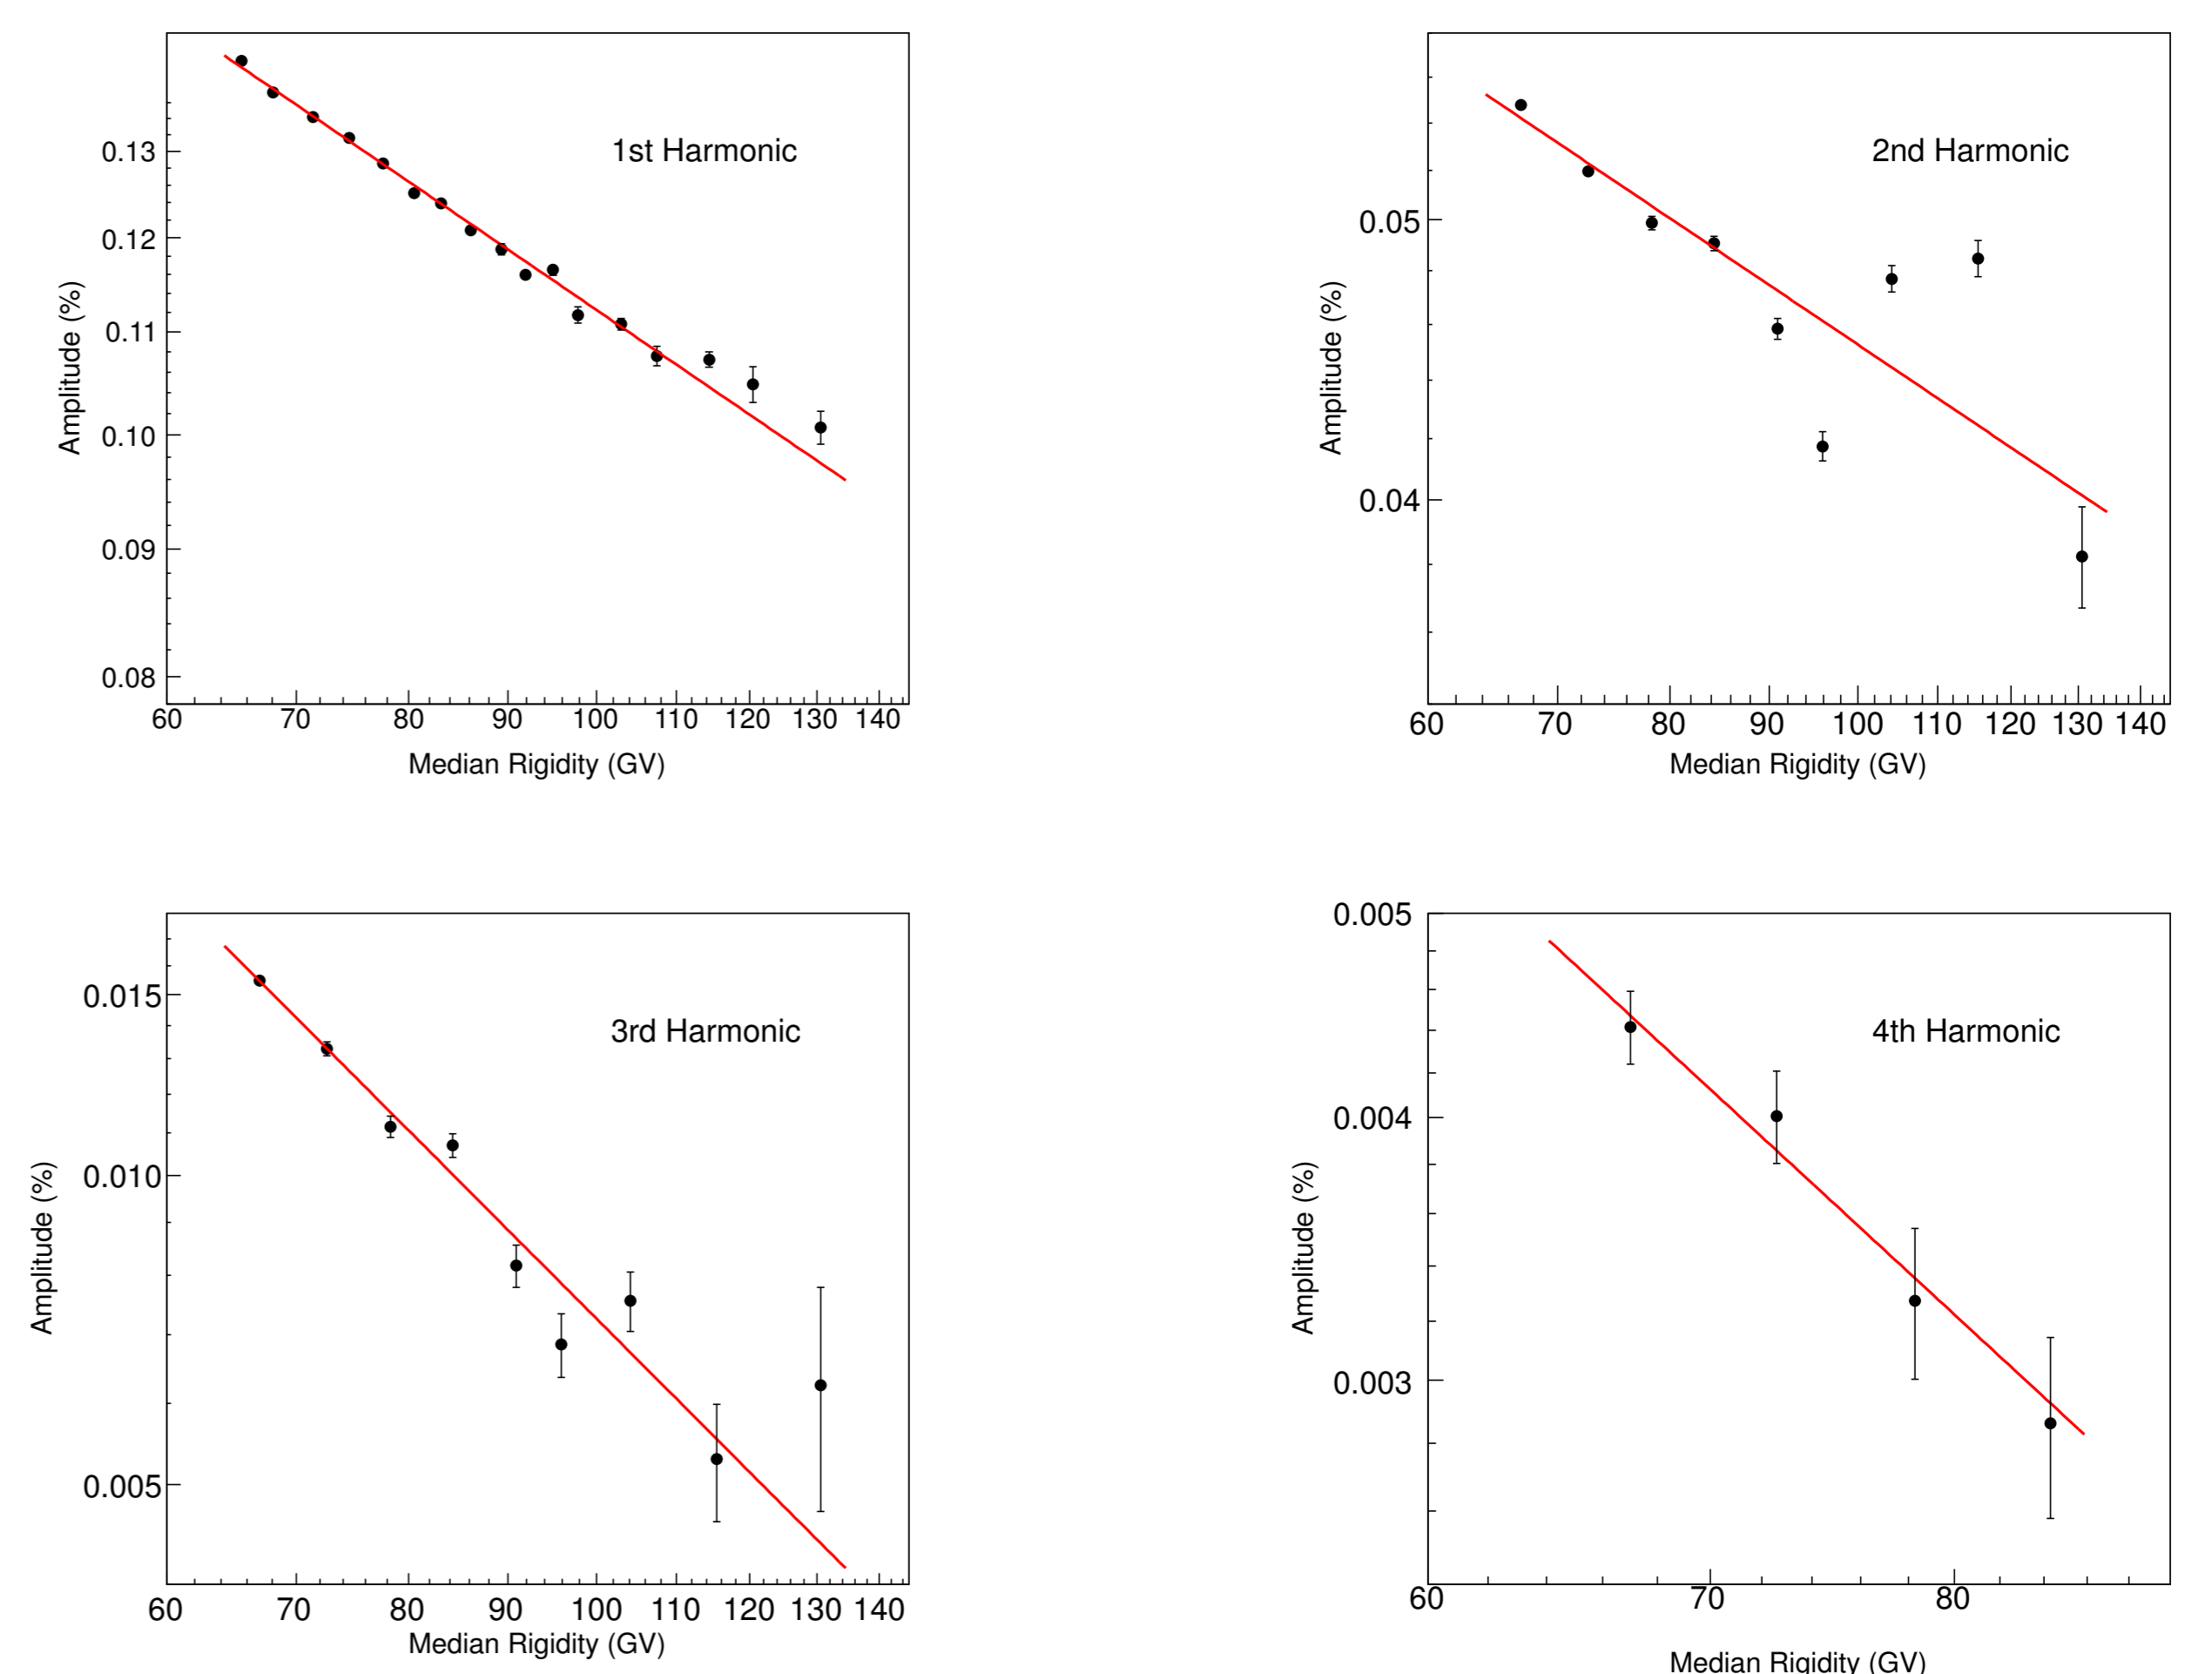 1st Harmonic
0.13
0.12
0.11
0.10
0.09
0.08
Amplitude (%)
60 70 80 90 100 110 120 130 140
Median Rigidity (GV)
2nd Harmonic
0.05
0.04
Amplitude (%)
60 70 80 90 100 110 120 130 140
Median Rigidity (GV)
3rd Harmonic
0.015
0.010
0.005
Amplitude (%)
60 70 80 90 100 110 120 130 140
Median Rigidity (GV)
0.005
4th Harmonic
0.004
0.003
Amplitude (%)
60 70 80
Median Rigidity (GV)